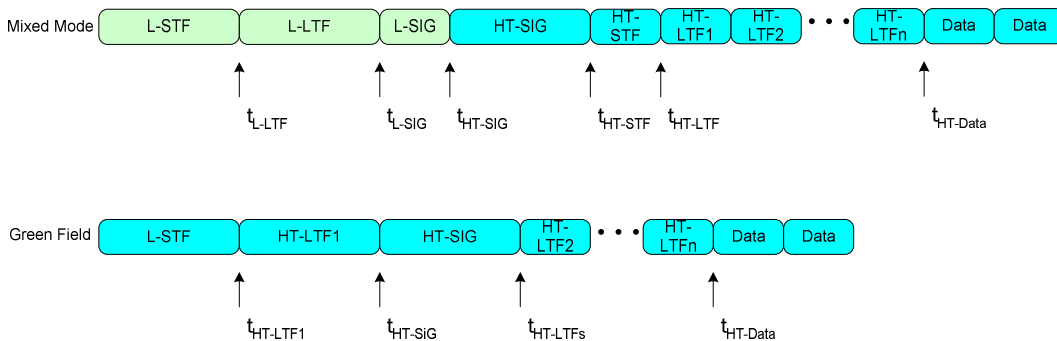 Mixed Mode
L-STF
L-LTF
L-SIG
HT-SIG
HT-
STF
HT-
LTF1
HT-
LTF2
• • •
HT-
LTFn
Data
Data
tL-LTF
tL-SIG
tHT-SIG
tHT-STF
tHT-LTF
tHT-Data
Green Field
L-STF
HT-LTF1
HT-SIG
HT-
LTF2
• • •
HT-
LTFn
Data
Data
tHT-LTF1
tHT-SiG
tHT-LTFs
tHT-Data